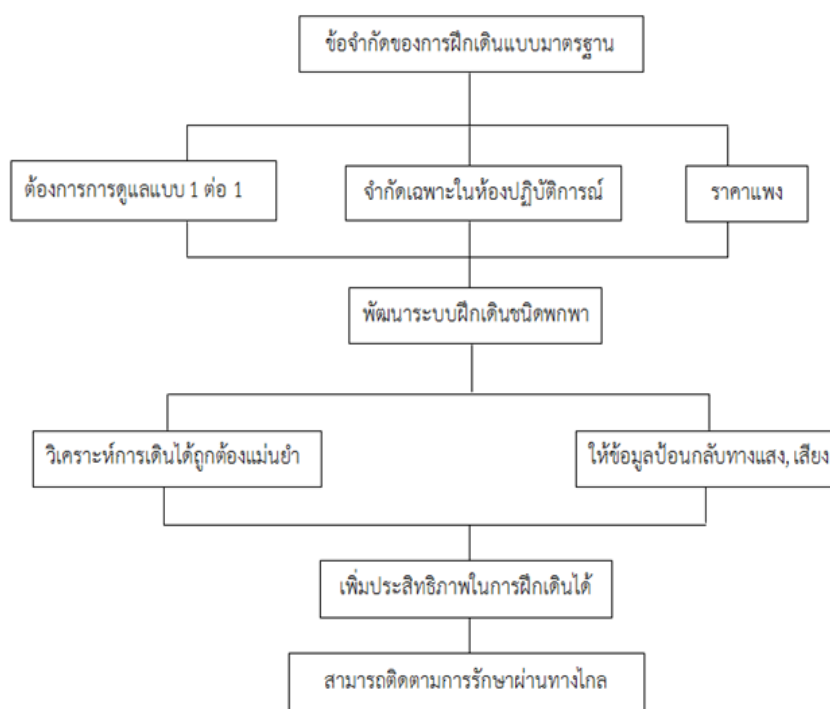 ข้อจำกัดของการฝึกเดินแบบมาตรฐาน
ต้องการการดูแลแบบ 1 ต่อ 1
จำกัดเฉพาะในห้องปฏิบัติการณ์
ราคาแพง
พัฒนาระบบฝึกเดินชนิดพกพา
วิเคราะห์การเดินได้ถูกต้องแม่นยำ
ให้ข้อมูลป้อนกลับทางแสง, เสียง
เพิ่มประสิทธิภาพในการฝึกเดินได้
สามารถติดตามการรักษาผ่านทางไกล